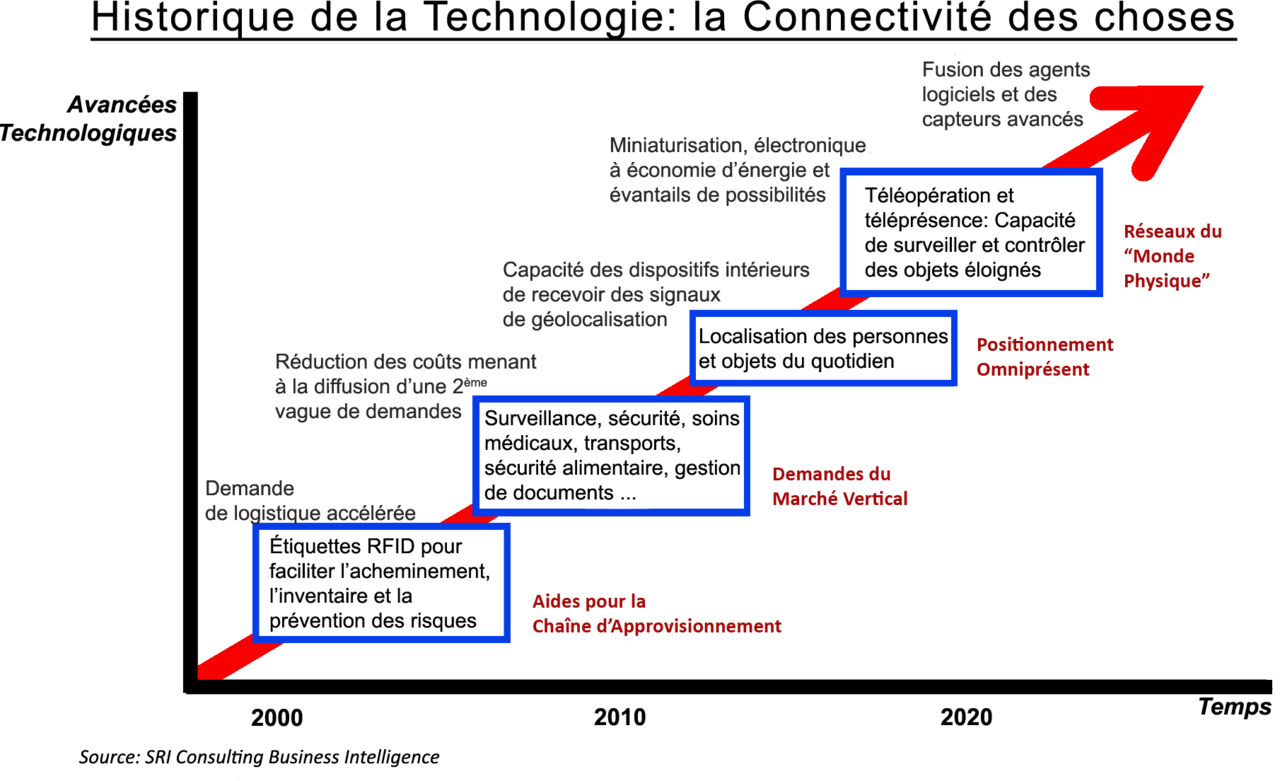 Historique de la Technologie: la Connectivité des choses
Avancées
Technologiques
Fusion des agents
logiciels et des
capteurs avancés
Miniaturisation, électronique
à économie d’énergie et
évantails de possibilités
Téléopération et
téléprésence: Capacité
de surveiller et contrôler
des objets éloignés
Réseaux du
“Monde
Physique”
Capacité des dispositifs intérieurs
de recevoir des signaux
de géolocalisation
Localisation des personnes
et objets du quotidien
Positionnement
Omniprésent
Réduction des coûts menant
à la diffusion d’une 2ème
vague de demandes
Surveillance, sécurité, soins
médicaux, transports,
sécurité alimentaire, gestion
de documents ...
Demandes du
Marché Vertical
Demande
de logistique accélérée
Étiquettes RFID pour
faciliter l’acheminement,
l’inventaire et la
prévention des risques
Aides pour la
Chaîne d’Approvisionnement
2000
2010
2020
Temps
Source: SRI Consulting Business Intelligence